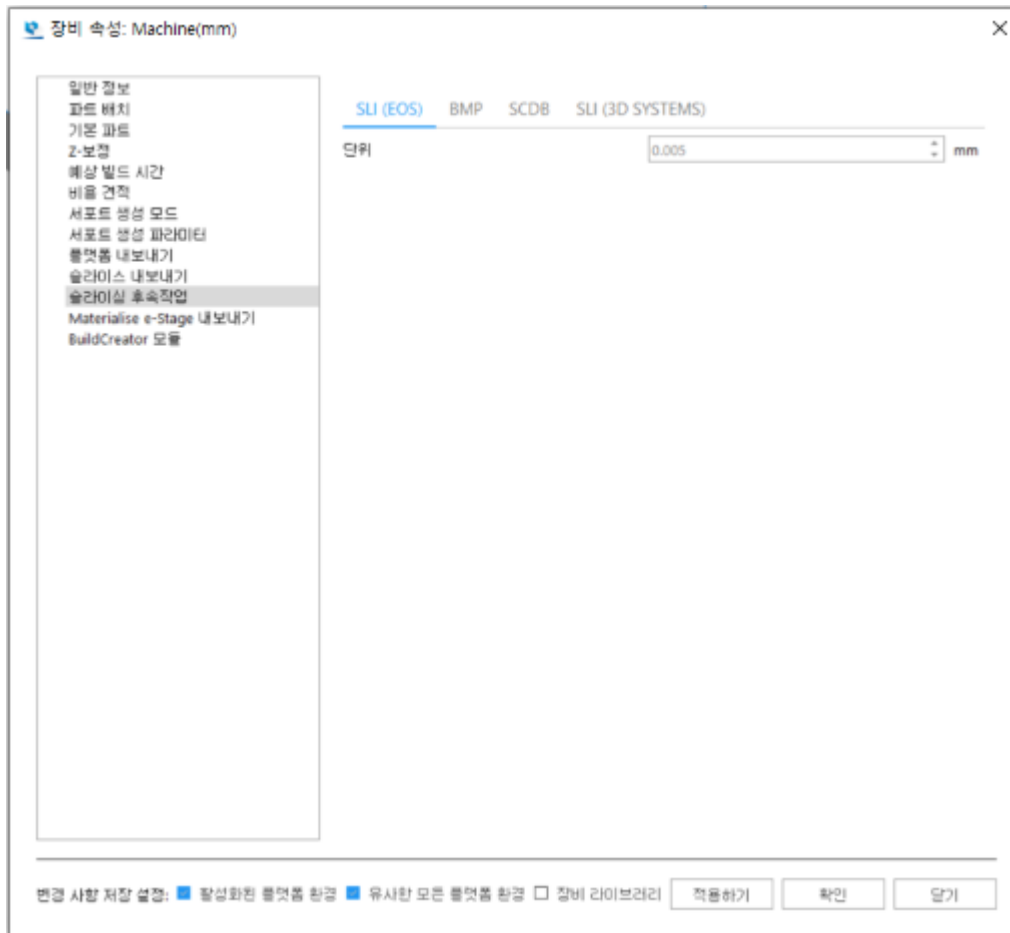 장비 속성: Machine(mm)
일반 정보
파트 배치
기본 파트
Z-보정
예상 빌드 시간
비용 견적
서포트 생성 모드
서포트 생성 파라미터
플랫폼 내보내기
슬라이스 내보내기
슬라이싱 후속작업
Materialise e-Stage 내보내기
BuildCreator 모듈
SLI (EOS) BMP SCDB SLI (3D SYSTEMS)
단위 0.005 mm
변경 사항 저장 설정: 활성화된 플랫폼 환경 유사한 모든 플랫폼 환경 장비 라이브러리 적용하기 확인 닫기